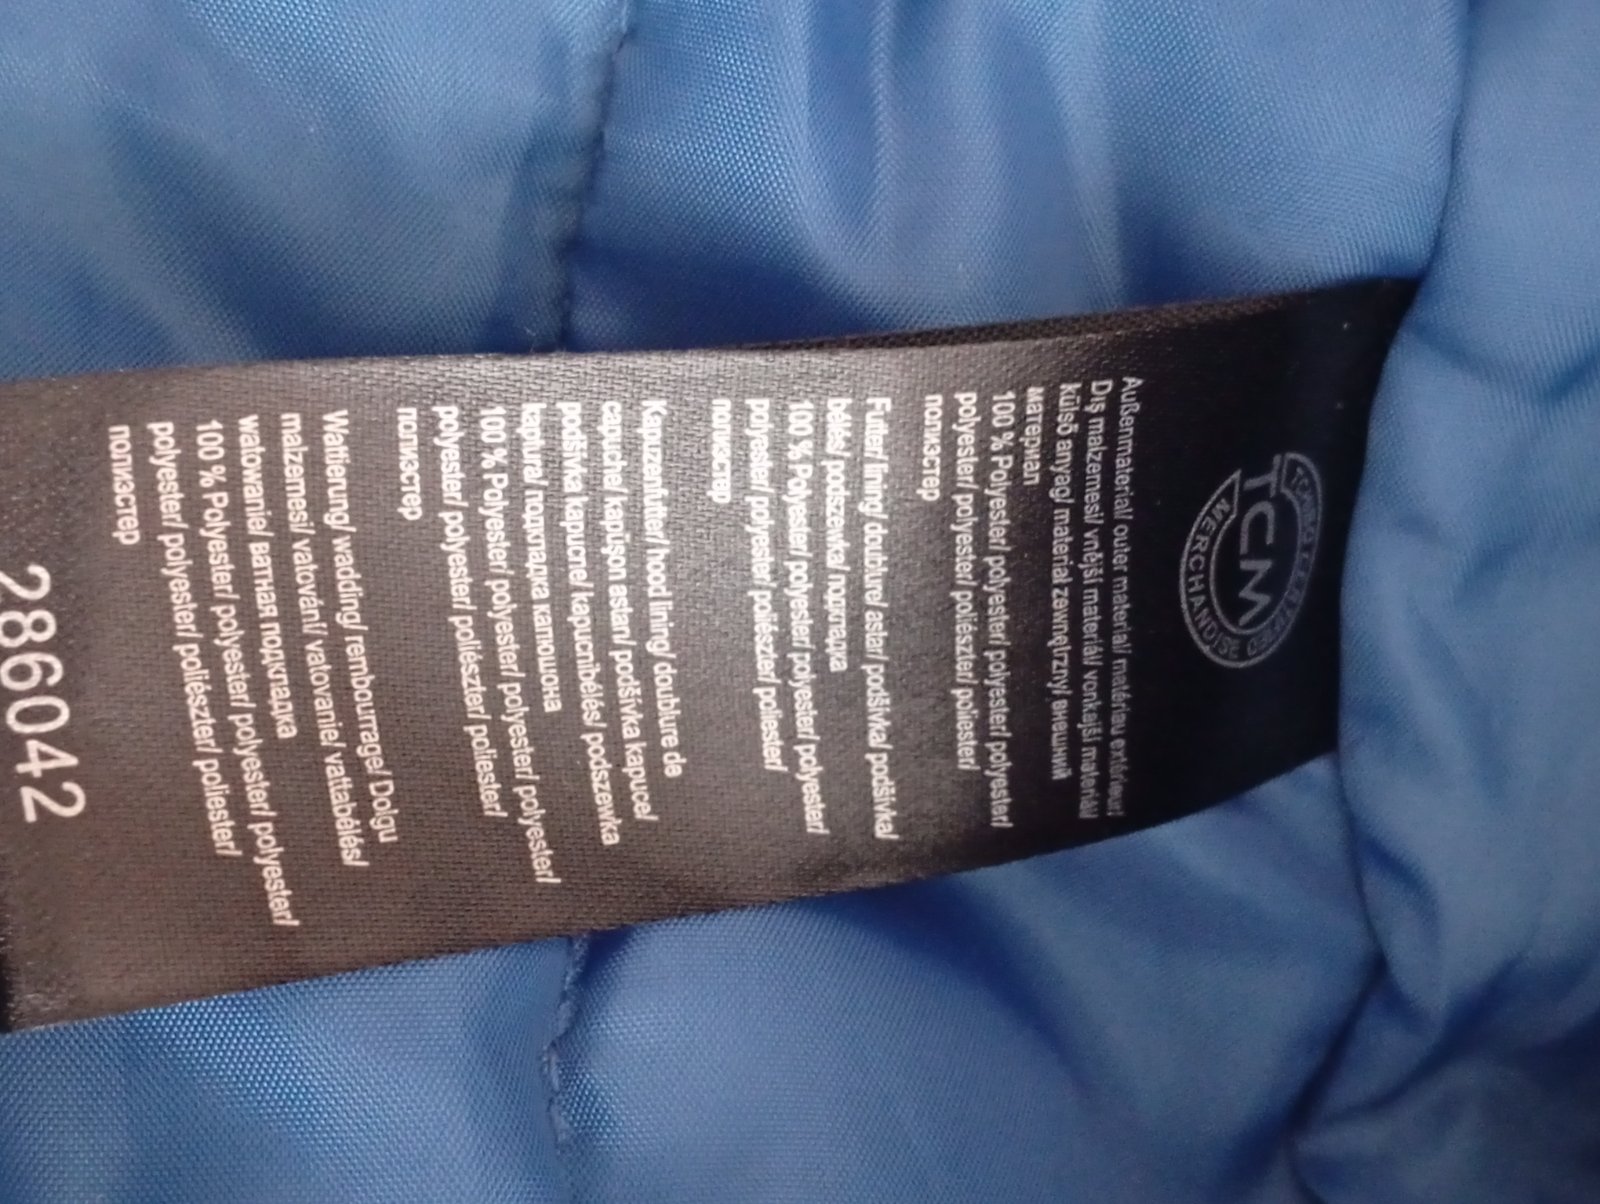 TCM
TCHIBO
MERCHANDISE
Außenmaterial/ outer material/ matériau extérieur/
Dış malzemesi/ vnější materiál/ vonkajší materiál/
külső anyag/ materiał zewnętrzny/ внешний
материал
100 % Polyester/ polyester/ polyester/ polyester/
polyester/ polyester/ poliészter/ poliester/
полиэстер
Futter/ lining/ doublure/ astar/ podšívka/ podšívka/
bélés/ podszewka/ подкладка
100 % Polyester/ polyester/ polyester/ polyester/
polyester/ polyester/ poliészter/ poliester/
полиэстер
Kapuzenfutter/ hood lining/ doublure de
capuche/ kapüşon astarı/ podšívka kapuce/
podšívka kapucne/ kapucnibélés/ podszewka
kaptura/ подкладка капюшона
100 % Polyester/ polyester/ polyester/ polyester/
polyester/ polyester/ poliészter/ poliester/
полиэстер
Wattierung/ wadding/ rembourrage/ Dolgu
malzemesi/ vatování/ vatovanie/ vattabélés/
watowanie/ ватная подкладка
100 % Polyester/ polyester/ polyester/ polyester/
polyester/ polyester/ poliészter/ poliester/
полиэстер
286042